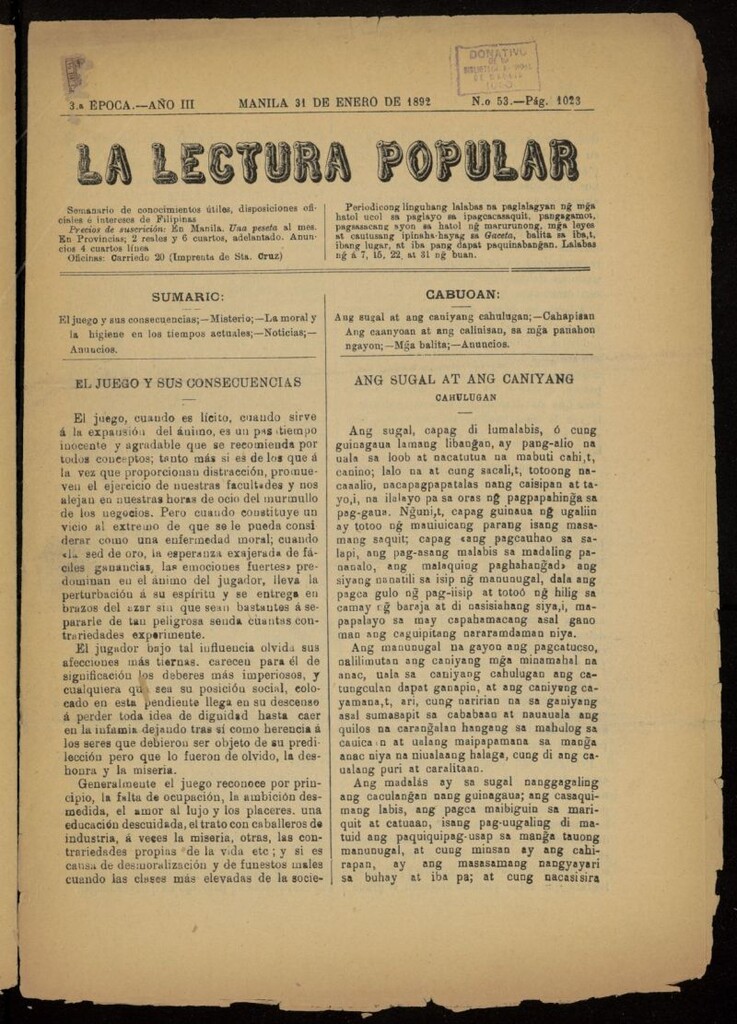 DONATIVO
3.a EPOCA.—AÑO III MANILA 31 DE ENERO DE 1892 N.o 53.—Pág. 1023
LA LECTURA POPULAR
Semanario de conocimientos útiles, disposiciones ofi-
ciales é intereses de Filipinas
Precios de suscrición: En Manila. Una peseta al mes.
En Provincias; 2 reales y 6 cuartos, adelantado. Anun-
cios 4 cuartos línea
Oficinas: Carriedo 20 (Imprenta de Sta. Cruz)
SUMARIO:
El juego y sus consecuencias;—Misterio;—La moral y
la higiene en los tiempos actuales;—Noticias;—
Anuncios.
EL JUEGO Y SUS CONSECUENCIAS
El juego, cuando es lícito, cuando sirve
á la expansión del ánimo, es un pasatiempo
inocente y agradable que se recomienda por
todos conceptos; tanto más si es de los que á
la vez que proporcionan distracción, promue-
ven el ejercicio de nuestras facultades y nos
alejan en nuestras horas de ocio del murmullo
de los negocios. Pero cuando constituye un
vicio al extremo de que se le pueda consi
derar como una enfermedad moral; cuando
«la sed de oro, la esperanza exajerada de fá-
ciles ganancias, las emociones fuertes» pre-
dominan en el ánimo del jugador, lleva la
perturbación á su espíritu y se entrega en
brazos del azar sin que sean bastantes á se-
pararle de tan peligrosa senda cuantas con-
trariedades experimente.
El jugador bajo tal influencia olvida sus
afecciones más tiernas. carecen para él de
significación los deberes más imperiosos, y
cualquiera que sea su posición social, colo-
cado en esta pendiente llega en su descenso
á perder toda idea de dignidad hasta caer
en la infamia dejando tras sí como herencia á
los seres que debieron ser objeto de su predi-
lección pero que lo fueron de olvido, la des-
honra y la miseria.
Generalmente el juego reconoce por prin-
cipio, la falta de ocupación, la ambición des-
medida, el amor al lujo y los placeres. una
educación descuidada, el trato con caballeros de
industria, á veces la miseria, otras, las con-
trariedades propias de la vida etc; y si es
causa de desmoralización y de funestos males
cuando las clases más elevadas de la socie-
Periodicong linguhang lalabas na paglalagyan nḡ mḡa
hatol ucol sa paglayo sa ipagcacasaquit, pangagamot,
pagsasacang ayon sa hatol ng marurunong, mḡa leyes
at cautusang ipinaha-hayag sa Gaceta, balita sa iba,t,
ibang lugar, at iba pang dapat paquinabanḡan. Lalabas
nḡ á 7, 15, 22, at 31 nḡ buan.
CABUOAN:
Ang sugal at ang caniyang cahulugan;—Cahapisan
Ang caanyoan at ang calinisan, sa mḡa panahon
ngayon;—Mḡa balita;—Anuncios.
ANG SUGAL AT ANG CANIYANG
CAHULUGAN
Ang sugal, capag di lumalabis, ó cung
guinagaua lamang libanḡan, ay pang-alio na
uala sa loob at nacatutua na mabuti cahi,t,
canino; lalo na at cung sacali,t, totoong na-
caaalio, nacapagpapatalas nang caisipan at ta-
yo,i, na ilalayo pa sa oras nḡ pagpapahinḡa sa
pag-gaua. Nḡuni,t, capag guinaua nḡ ugaliin
ay totoo nḡ mauiuicang parang isang masa-
mang saquit; capag «ang pagcauhao sa sa-
lapi, ang pag-asang malabis sa madaling pa-
nanalo, ang malaquing paghahanḡad» ang
siyang nanatili sa isip nḡ manunugal, dala ang
pagca gulo nḡ pag-iisip at totoó nḡ hilig sa
camay nḡ baraja at di nasisiahang siya,i, ma-
papalayo sa may capahamacang asal gano
man ang caguipitang nararamdaman niya.
Ang manunugal na gayon ang pagcatucso,
nalilimutan ang caniyang mḡa minamahal na
anac, uala sa caniyang cahulugan ang ca-
tungculan dapat ganapin, at ang caniyang ca-
yamana,t, ari, cung naririan na sa ganiyang
asal sumasapit sa cababaan at nauauala ang
quilos na caranḡalan hangang sa mahulog sa
at ualang maipapamana sa manḡa
anac niya na niualaang halaga, cung di ang ca-
ualang puri at caralitaan.
Ang madalás ay sa sugal nanggagaling
ang caculanḡan nang guinagaua; ang casaqui-
mang labis, ang pagca maibiguin sa mari-
quit at catuaan, isang pag-uugaling di ma-
tuid ang paquiquipag-usap sa manḡa tauong
manunugal, at cung minsan ay ang cahi-
rapan, ay ang masasamang nangyayari
sa buhay at iba pa; at cung nacasisira